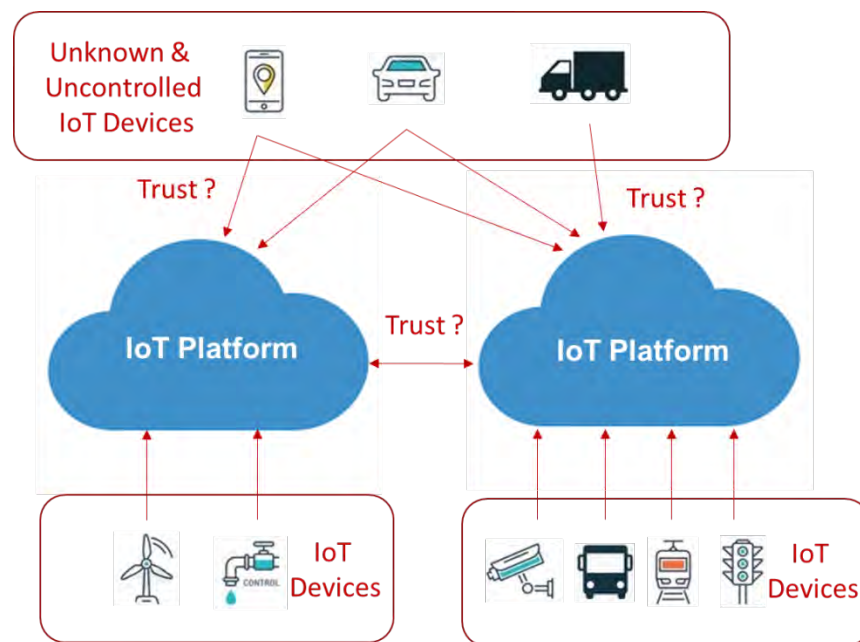 Unknown &
Uncontrolled
IoT Devices
Trust ?
Trust ?
Trust ?
IoT Platform
IoT Platform
CONTROL
IoT
Devices
IoT
Devices